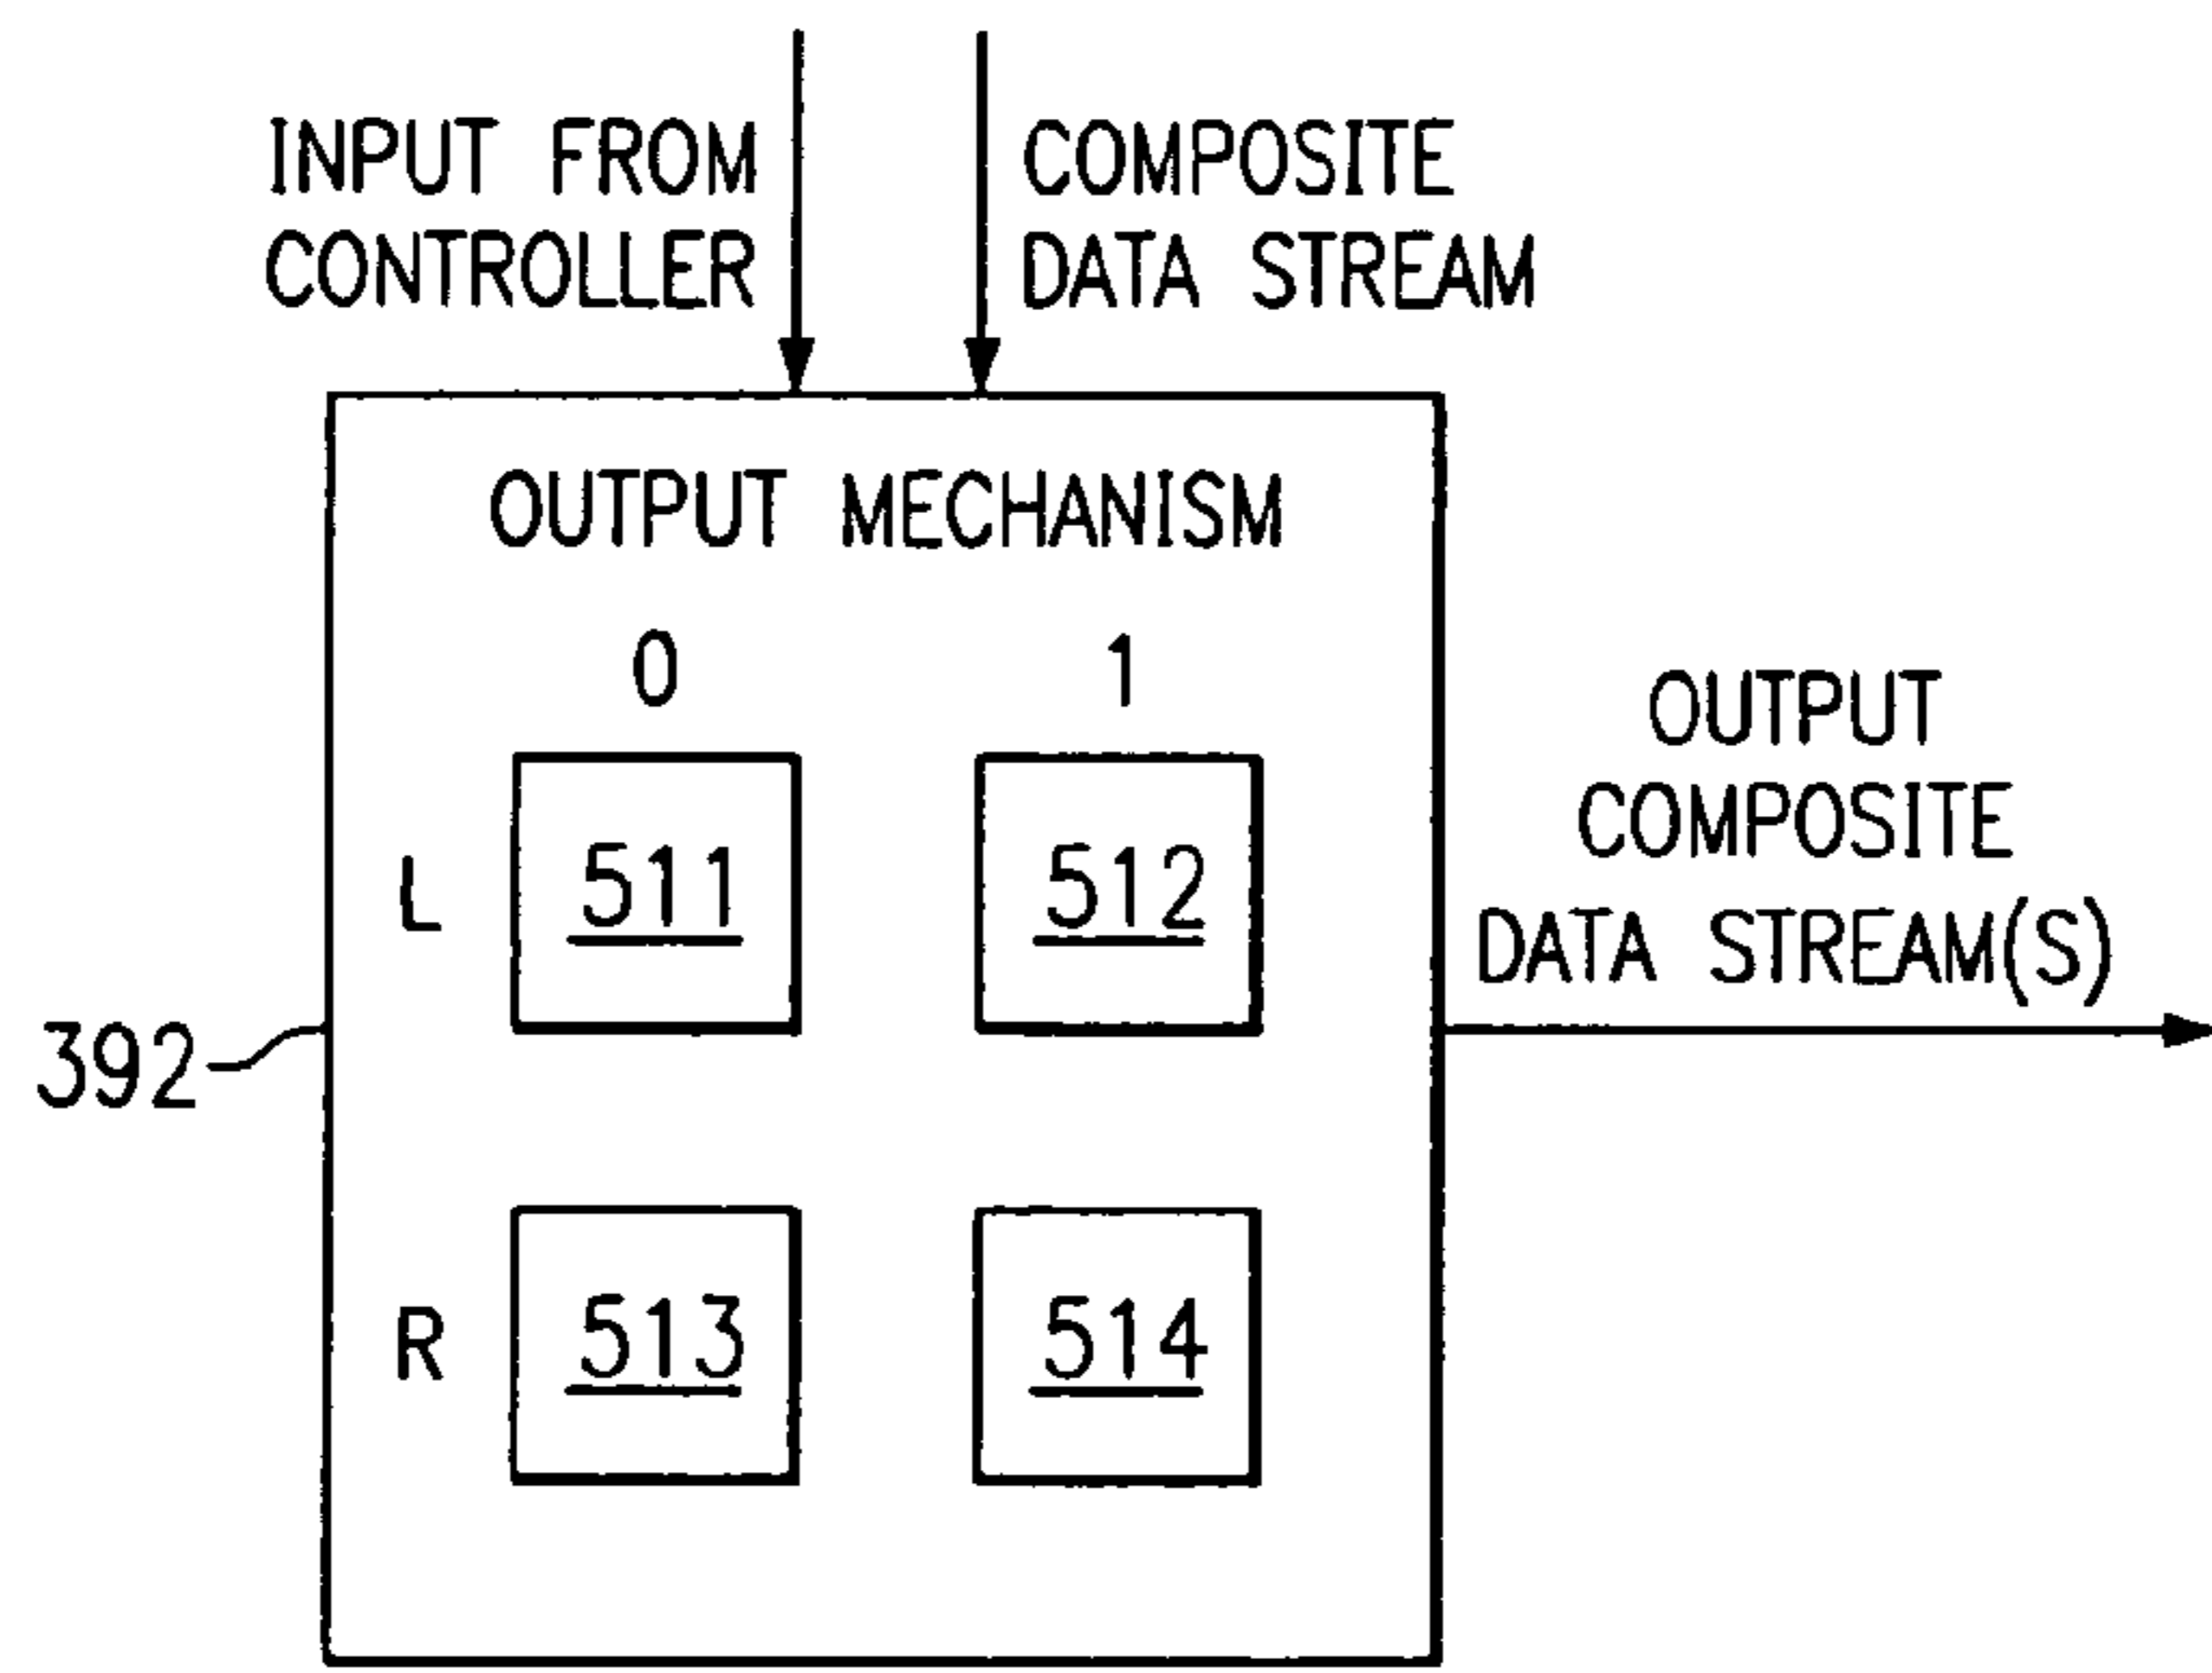 INPUT FROM
CONTROLLER
COMPOSITE
DATA STREAM
OUTPUT MECHANISM
0 1
L 511 512
R 513 514
392
OUTPUT
COMPOSITE
DATA STREAM(S)